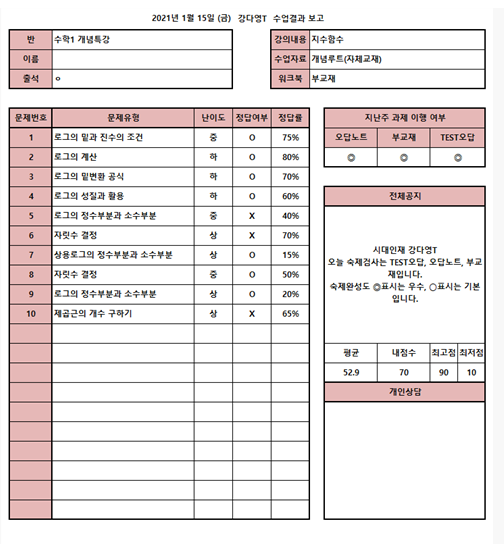 2021년 1월 15일 (금) 강다영T 수업결과 보고
반 수학1 개념특강
이름
출석 ㅇ
강의내용 지수함수
수업자료 개념루트(자체교재)
워크북 부교재
문제번호 문제유형 난이도 정답여부 정답률
1 로그의 밑과 진수의 조건 중 O 75%
2 로그의 계산 하 O 80%
3 로그의 밑변환 공식 하 O 70%
4 로그의 성질과 활용 하 O 60%
5 로그의 정수부분과 소수부분 중 X 40%
6 자릿수 결정 상 X 70%
7 상용로그의 정수부분과 소수부분 상 O 15%
8 자릿수 결정 중 O 50%
9 로그의 정수부분과 소수부분 상 O 20%
10 제곱근의 개수 구하기 상 X 65%
지난주 과제 이행 여부
오답노트 부교재 TEST오답
◎ ◎ ◎
전체공지
시대인재 강다영T
오늘 숙제검사는 TEST오답, 오답노트, 부교
재입니다.
숙제완성도 ◎표시는 우수, ○표시는 기본
입니다.
평균 내점수 최고점 최저점
52.9 70 90 10
개인상담